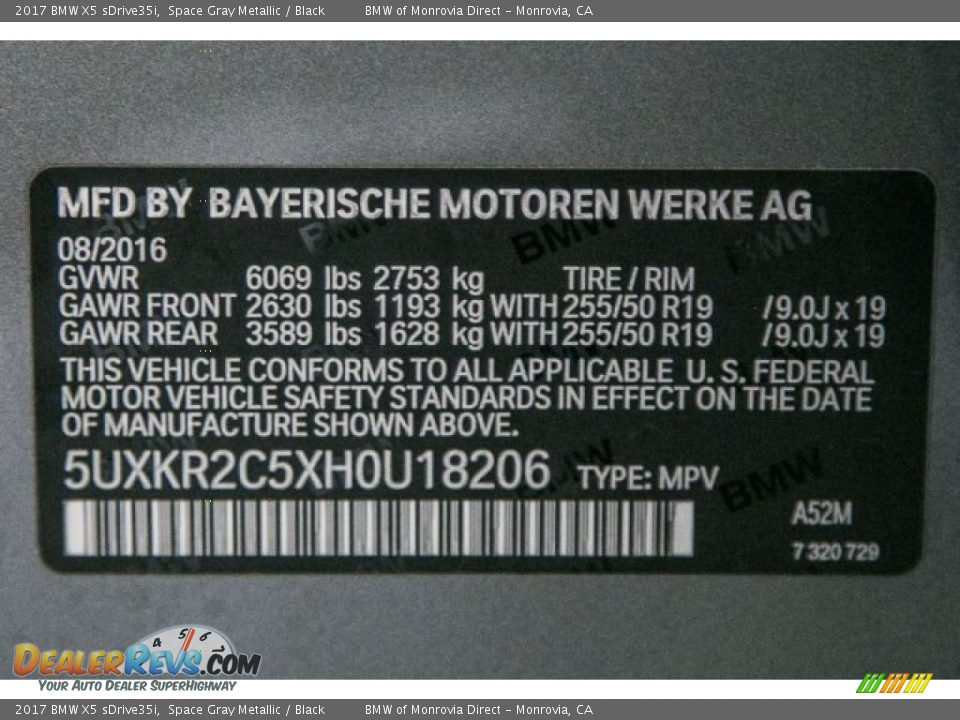 2017 BMW X5 sDrive35i, Space Gray Metallic / Black BMW of Monrovia Direct - Monrovia, CA
MFD BY BAYERISCHE MOTOREN WERKE AG
08/2016
GVWR 6069 lbs 2753 kg TIRE / RIM
GAWR FRONT 2630 lbs 1193 kg WITH 255/50 R19 /9.0J x 19
GAWR REAR 3589 lbs 1628 kg WITH 255/50 R19 /9.0J x 19
THIS VEHICLE CONFORMS TO ALL APPLICABLE U. S. FEDERAL
MOTOR VEHICLE SAFETY STANDARDS IN EFFECT ON THE DATE
OF MANUFACTURE SHOWN ABOVE.
5UXKR2C5XH0U18206 TYPE: MPV
BMW
A52M
7 320 729
4 5 6
DEALERREVS.COM
YOUR AUTO DEALER SUPERHIGHWAY
2017 BMW X5 sDrive35i, Space Gray Metallic / Black BMW of Monrovia Direct - Monrovia, CA